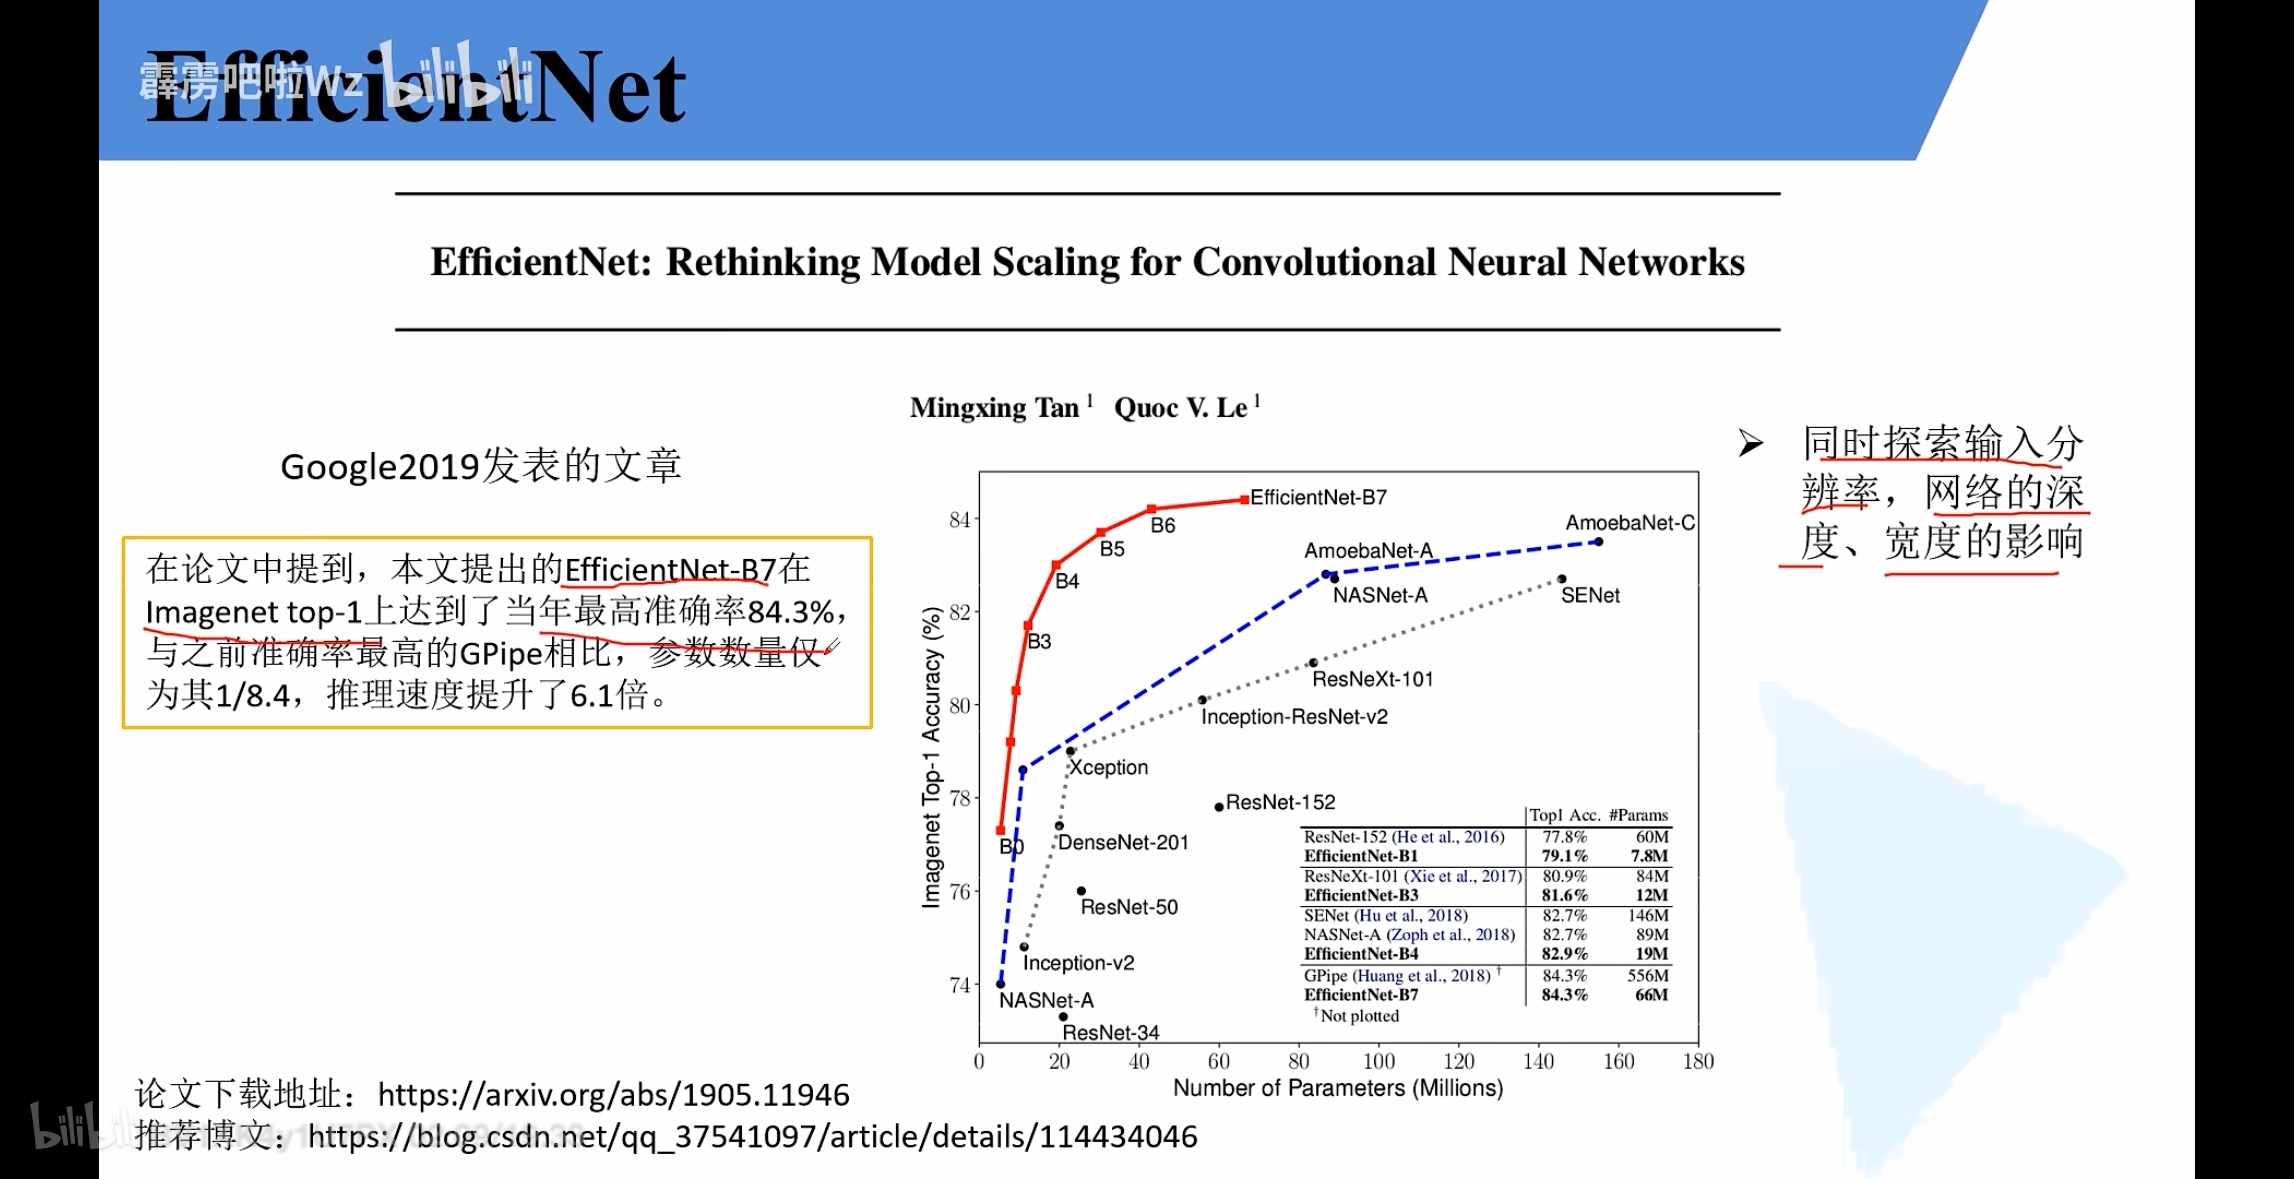 EfficientNet
霹雳吧啦Wz bilibili
EfficientNet: Rethinking Model Scaling for Convolutional Neural Networks
Mingxing Tan 1 Quoc V. Le 1
Google2019发表的文章
在论文中提到，本文提出的EfficientNet-B7在
Imagenet top-1上达到了当年最高准确率84.3%，
与之前准确率最高的GPipe相比，参数数量仅
为其1/8.4，推理速度提升了6.1倍。
➢ 同时探索输入分
辨率，网络的深
度、宽度的影响
Imagenet Top-1 Accuracy (%)
84
82
80
78
76
74
EfficientNet-B7
B6
B5
B4
B3
B0
AmoebaNet-C
AmoebaNet-A
NASNet-A
SENet
ResNeXt-101
Inception-ResNet-v2
Xception
ResNet-152
DenseNet-201
ResNet-50
Inception-v2
NASNet-A
ResNet-34
Top1 Acc. #Params
ResNet-152 (He et al., 2016) 77.8% 60M
EfficientNet-B1 79.1% 7.8M
ResNeXt-101 (Xie et al., 2017) 80.9% 84M
EfficientNet-B3 81.6% 12M
SENet (Hu et al., 2018) 82.7% 146M
NASNet-A (Zoph et al., 2018) 82.7% 89M
EfficientNet-B4 82.9% 19M
GPipe (Huang et al., 2018) † 84.3% 556M
EfficientNet-B7 84.3% 66M
†Not plotted
0 20 40 60 80 100 120 140 160 180
Number of Parameters (Millions)
论文下载地址：https://arxiv.org/abs/1905.11946
推荐博文：https://blog.csdn.net/qq_37541097/article/details/114434046
bilibili